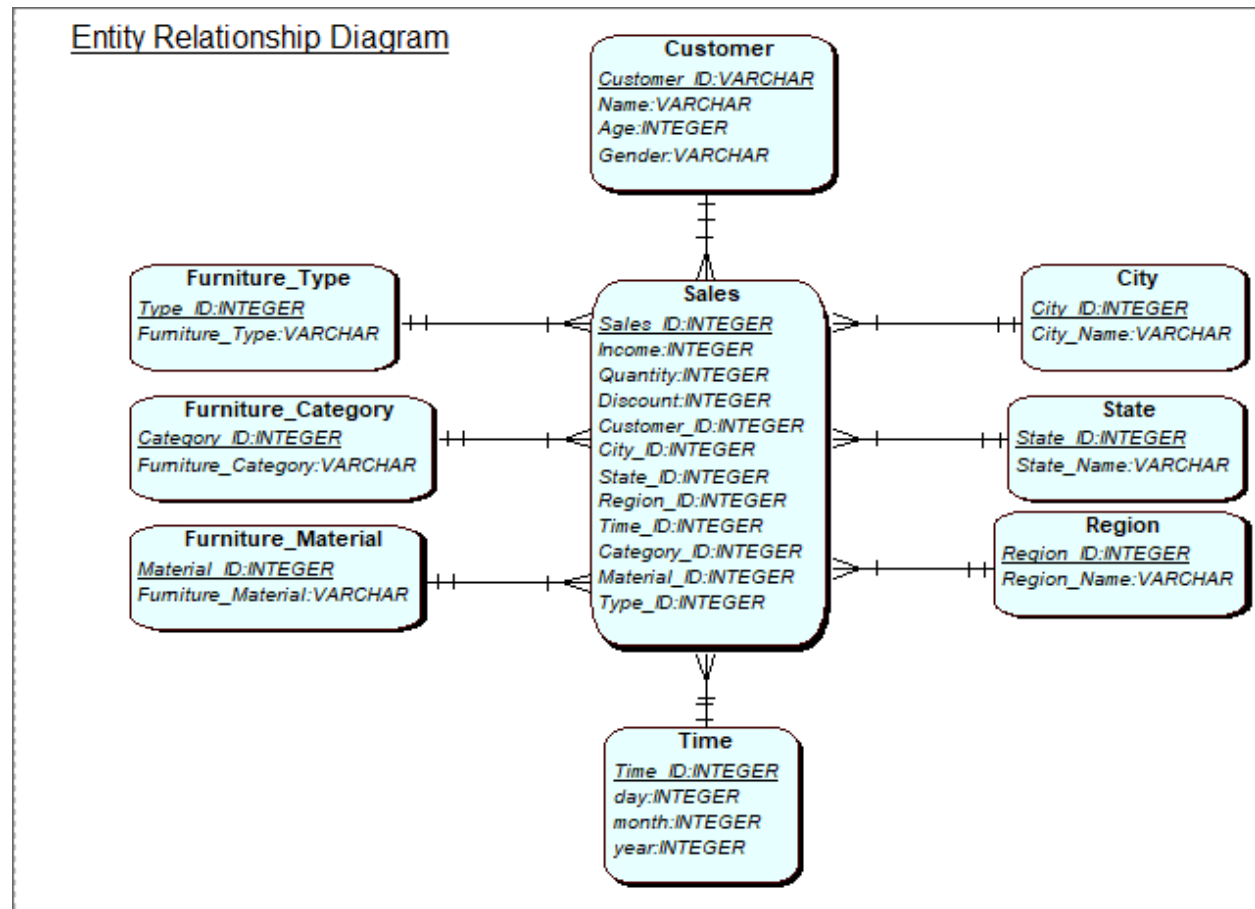 Entity Relationship Diagram
Customer
Customer_ID:VARCHAR
Name:VARCHAR
Age:INTEGER
Gender:VARCHAR
Furniture_Type
Type_ID:INTEGER
Furniture_Type:VARCHAR
Furniture_Category
Category_ID:INTEGER
Furniture_Category:VARCHAR
Furniture_Material
Material_ID:INTEGER
Furniture_Material:VARCHAR
Sales
Sales_ID:INTEGER
Income:INTEGER
Quantity:INTEGER
Discount:INTEGER
Customer_ID:INTEGER
City_ID:INTEGER
State_ID:INTEGER
Region_ID:INTEGER
Time_ID:INTEGER
Category_ID:INTEGER
Material_ID:INTEGER
Type_ID:INTEGER
City
City_ID:INTEGER
City_Name:VARCHAR
State
State_ID:INTEGER
State_Name:VARCHAR
Region
Region_ID:INTEGER
Region_Name:VARCHAR
Time
Time_ID:INTEGER
day:INTEGER
month:INTEGER
year:INTEGER